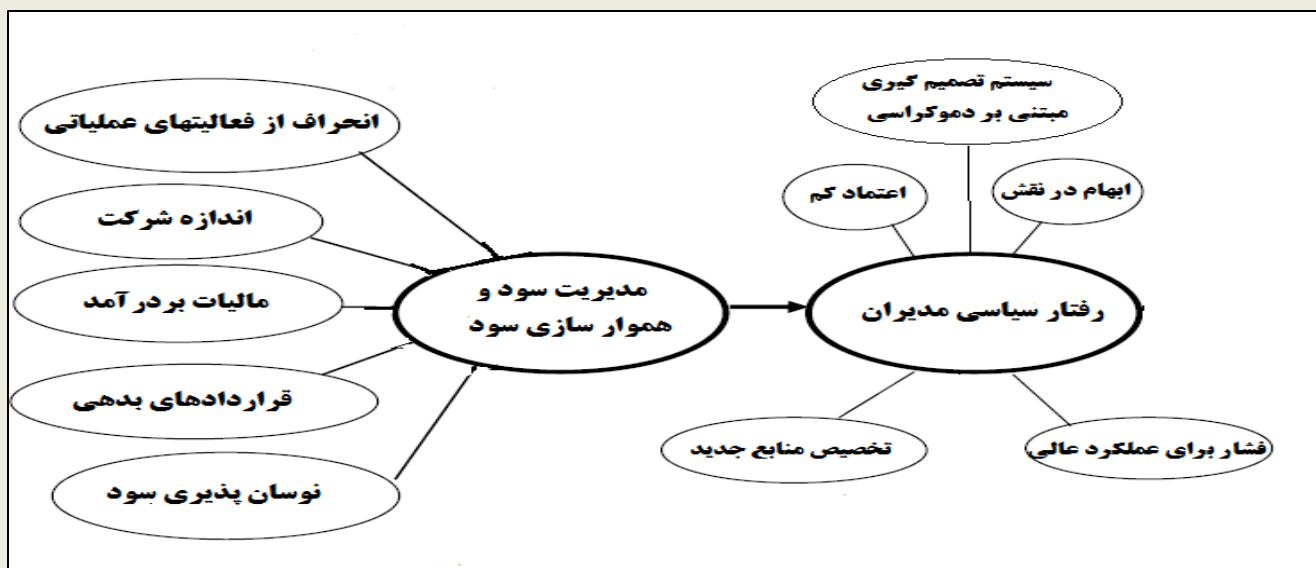 سیستم تصمیم گیری
مبتنی بر دموکراسی
ابهام در نقش
اعتماد کم
رفتار سیاسی مدیران
فشار برای عملکرد عالی
تخصیص منابع جدید
مدیریت سود و
هموار سازی سود
انحراف از فعالیتهای عملیاتی
اندازه شرکت
مالیات بردرآمد
قراردادهای بدهی
نوسان پذیری سود